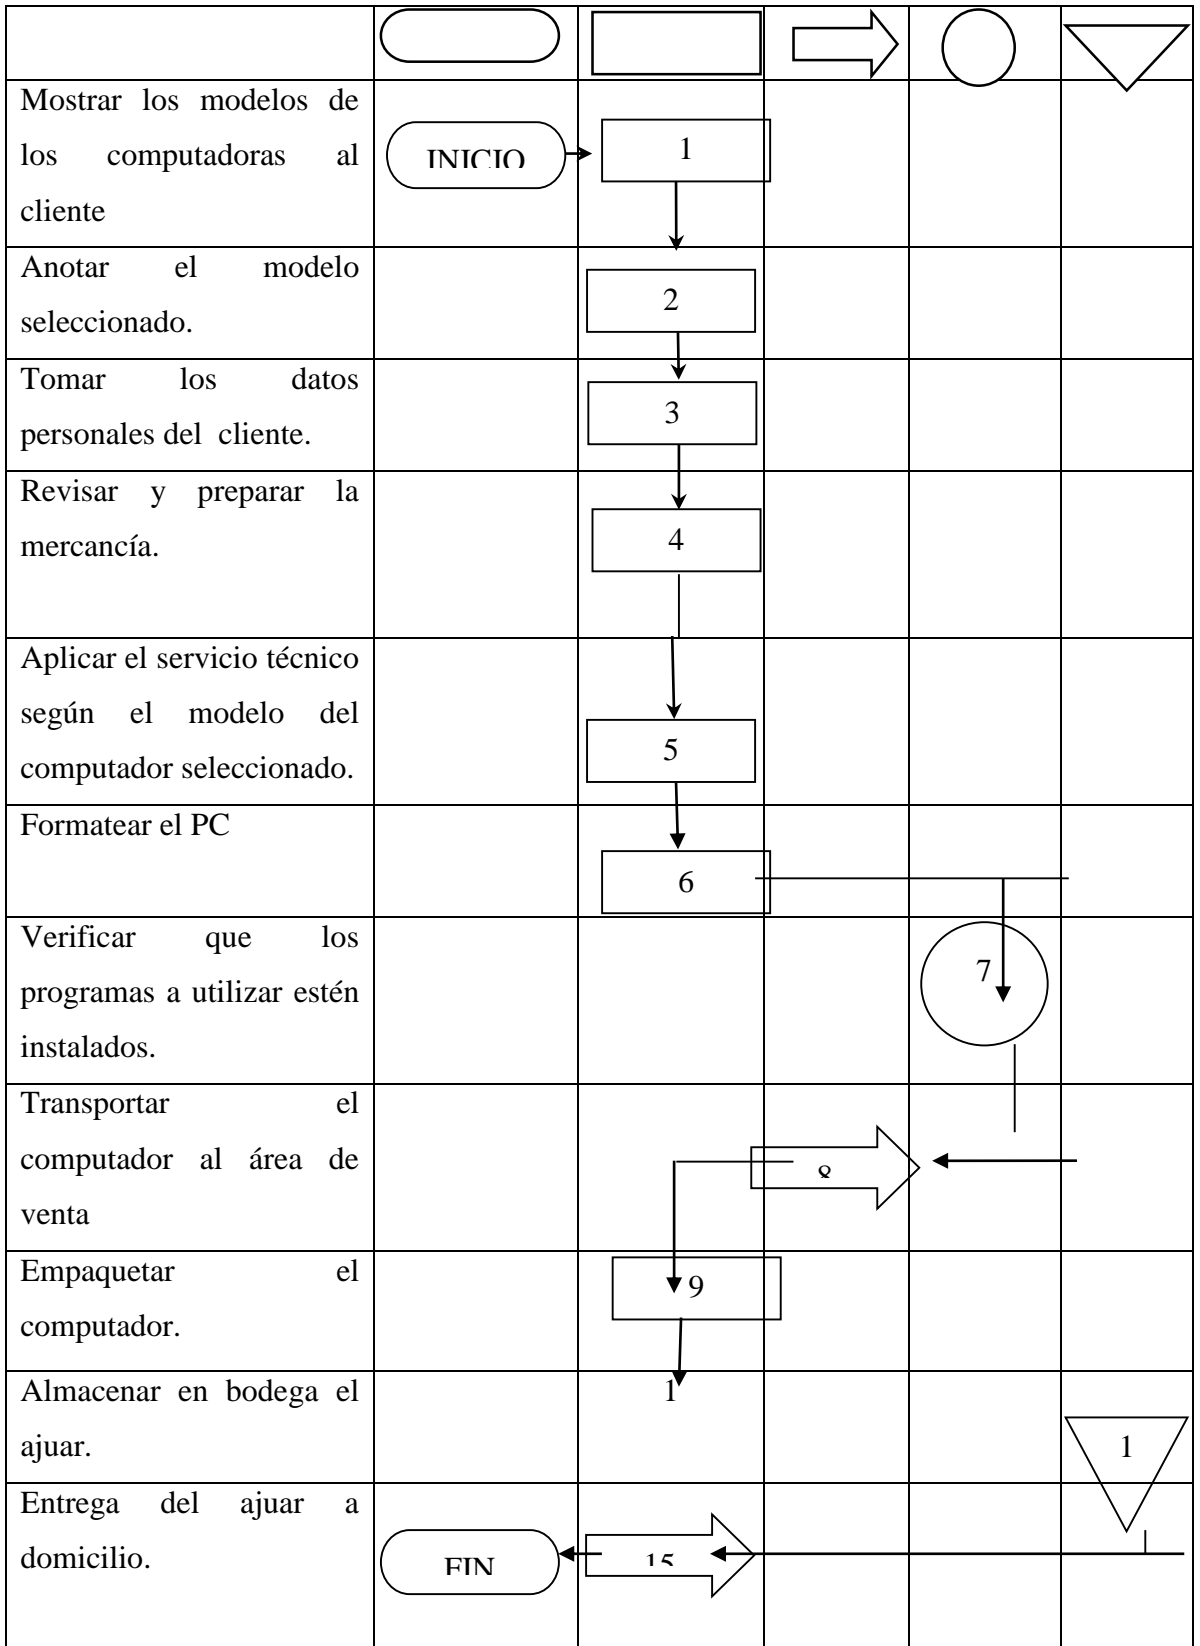 Mostrar los modelos de
los computadoras al
cliente
INICIO
1
Anotar el modelo
seleccionado.
2
Tomar los datos
personales del cliente.
3
Revisar y preparar la
mercancía.
4
Aplicar el servicio técnico
según el modelo del
computador seleccionado.
5
Formatear el PC
6
Verificar que los
programas a utilizar estén
instalados.
7
Transportar el
computador al área de
venta
8
Empaquetar el
computador.
9
Almacenar en bodega el
ajuar.
1
1
Entrega del ajuar a
domicilio.
FIN
15